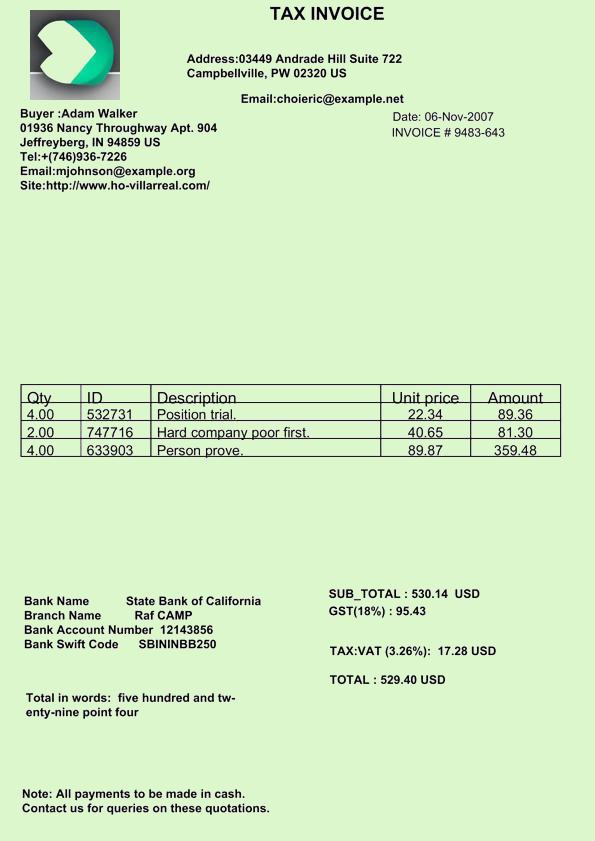 TAX INVOICE
Address:03449 Andrade Hill Suite 722
Campbellville, PW 02320 US
Email:choieric@example.net
Buyer :Adam Walker
01936 Nancy Throughway Apt. 904
Jeffreyberg, IN 94859 US
Tel:+(746)936-7226
Email:mjohnson@example.org
Site:http://www.ho-villarreal.com/
Date: 06-Nov-2007
INVOICE # 9483-643
Qty ID Description Unit price Amount
4.00 532731 Position trial. 22.34 89.36
2.00 747716 Hard company poor first. 40.65 81.30
4.00 633903 Person prove. 89.87 359.48
Bank Name State Bank of California
Branch Name Raf CAMP
Bank Account Number 12143856
Bank Swift Code SBININBB250
SUB_TOTAL : 530.14 USD
GST(18%) : 95.43
TAX:VAT (3.26%): 17.28 USD
TOTAL : 529.40 USD
Total in words: five hundred and tw-
enty-nine point four
Note: All payments to be made in cash.
Contact us for queries on these quotations.